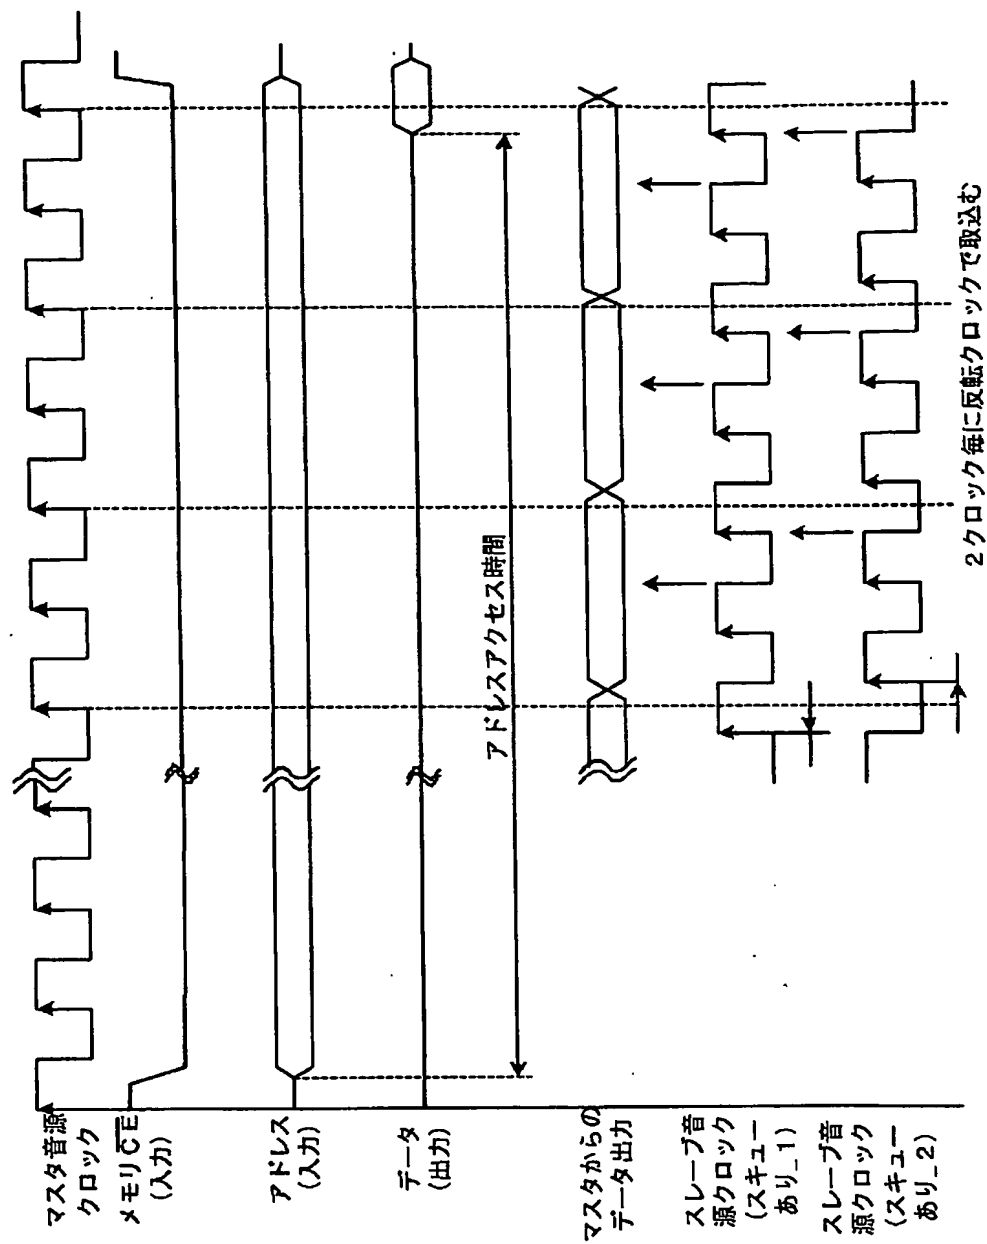 マスタ音源
クロック
メモリCE
(入力)
アドレス
(入力)
データ
(出力)
アドレスアクセス時間
マスタからの
データ出力
スレーブ音
源クロック
(スキュー
あり_1)
スレーブ音
源クロック
(スキュー
あり_2)
2クロック毎に反転クロックで取込む